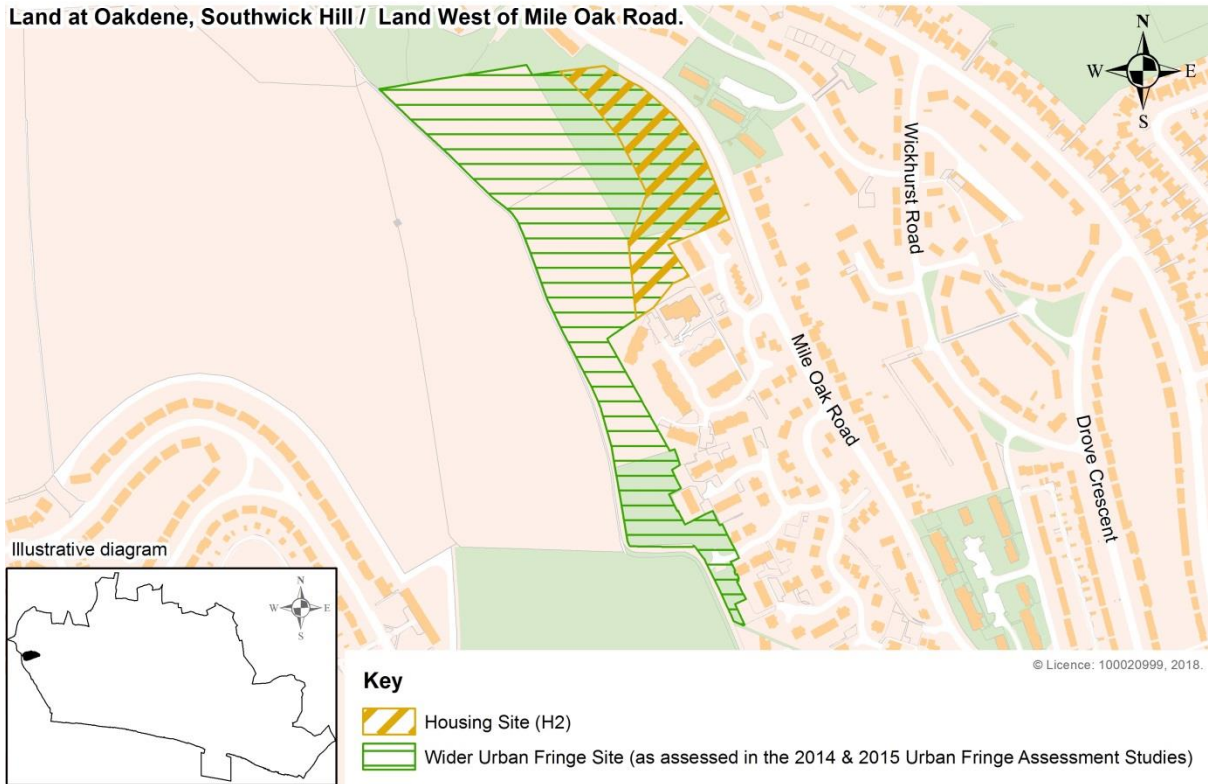 Land at Oakdene, Southwick Hill / Land West of Mile Oak Road.
N
W E
S
Wickhurst Road
Mile Oak Road
Drove Crescent
Illustrative diagram
N
W E
S
© Licence: 100020999, 2018.
Key
Housing Site (H2)
Wider Urban Fringe Site (as assessed in the 2014 & 2015 Urban Fringe Assessment Studies)